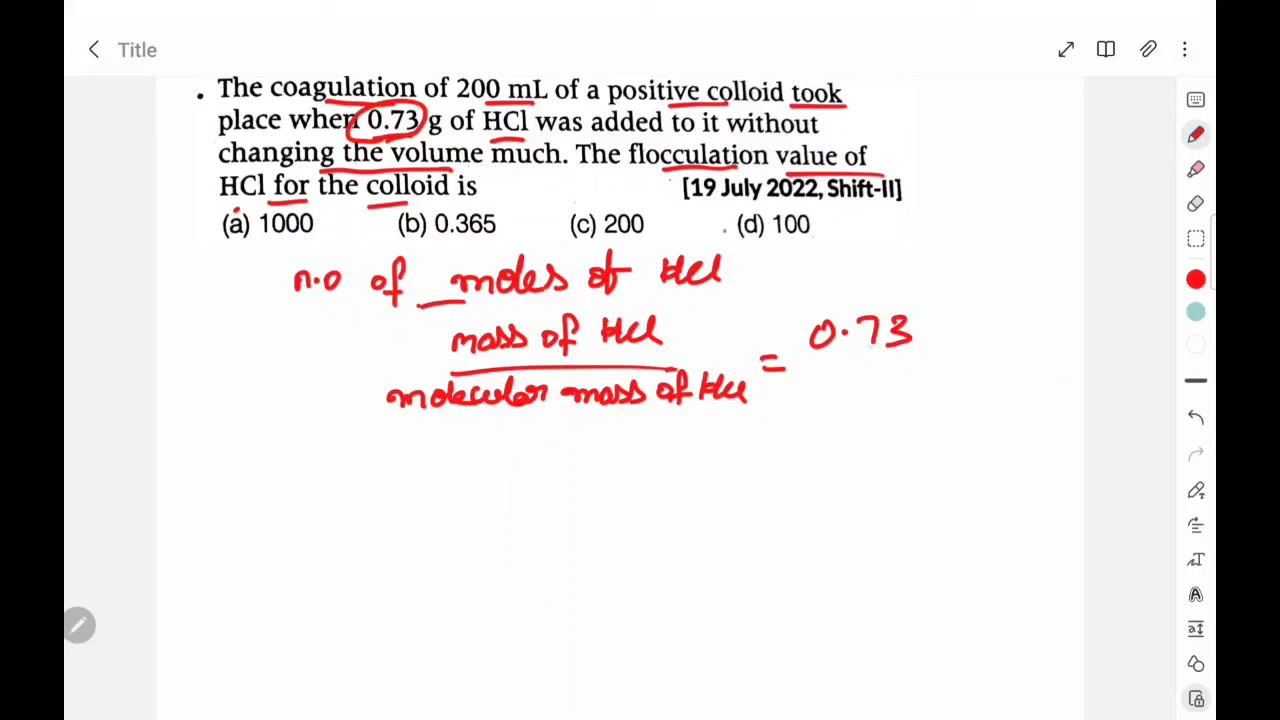 Title
. The coagulation of 200 mL of a positive colloid took
place when 0.73 g of HCl was added to it without
changing the volume much. The flocculation value of
HCl for the colloid is [19 July 2022, Shift-II]
(a) 1000 (b) 0.365 (c) 200 (d) 100
n.o of moles of HCl
mass of HCl
= 0.73
molecular mass of HCl